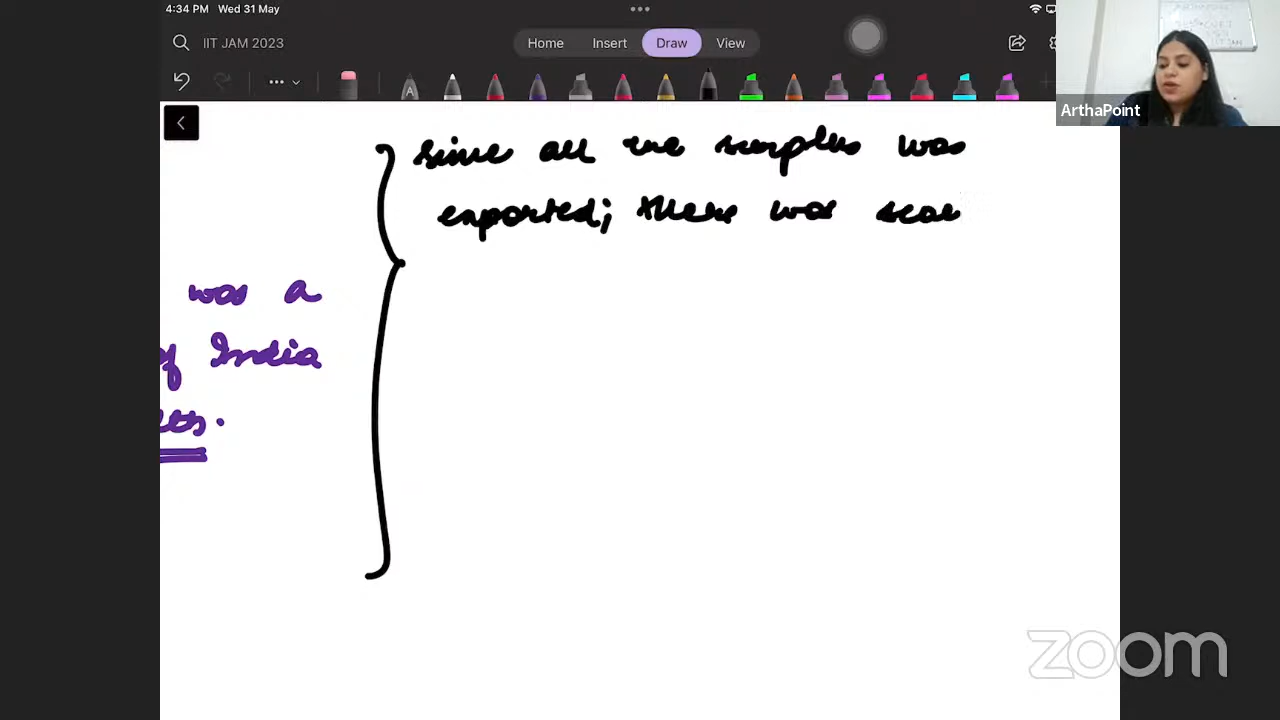 4:34 PM Wed 31 May
IIT JAM 2023
Home Insert Draw View
A
ArthaPoint
since all the surplus was
exported; there was scar
was a
of India
zoom